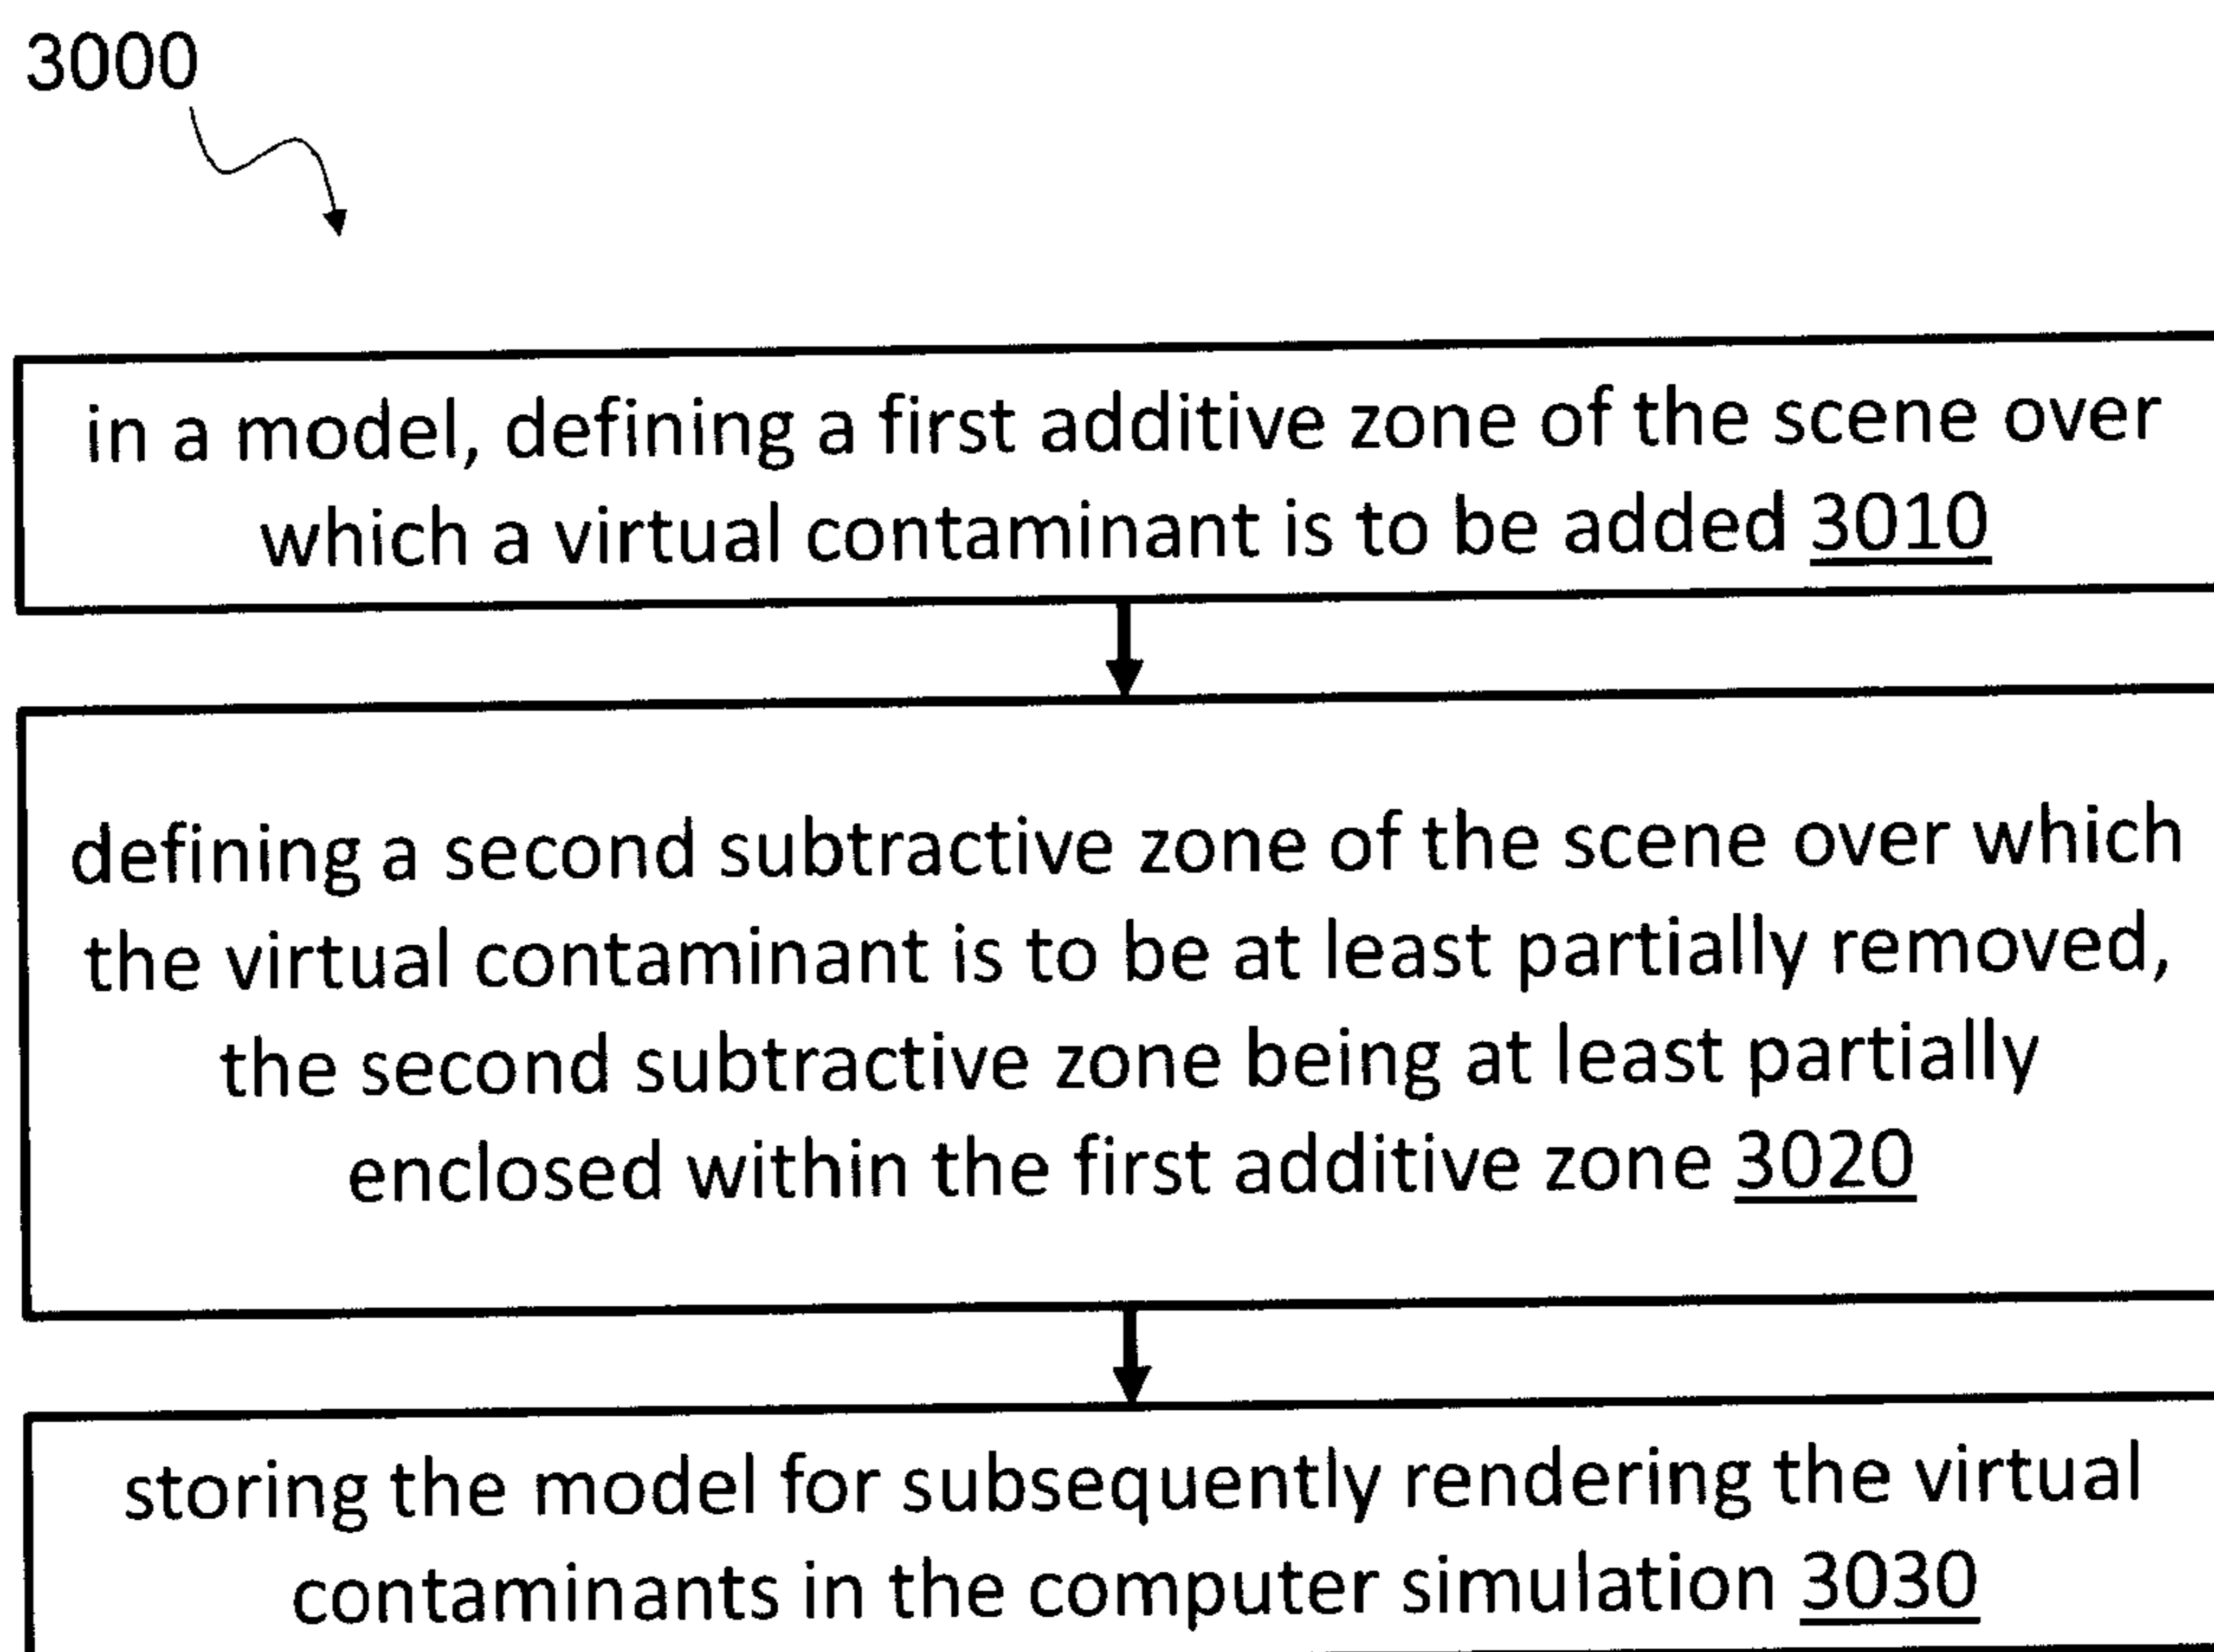 3000
in a model, defining a first additive zone of the scene over
which a virtual contaminant is to be added 3010
defining a second subtractive zone of the scene over which
the virtual contaminant is to be at least partially removed,
the second subtractive zone being at least partially
enclosed within the first additive zone 3020
storing the model for subsequently rendering the virtual
contaminants in the computer simulation 3030